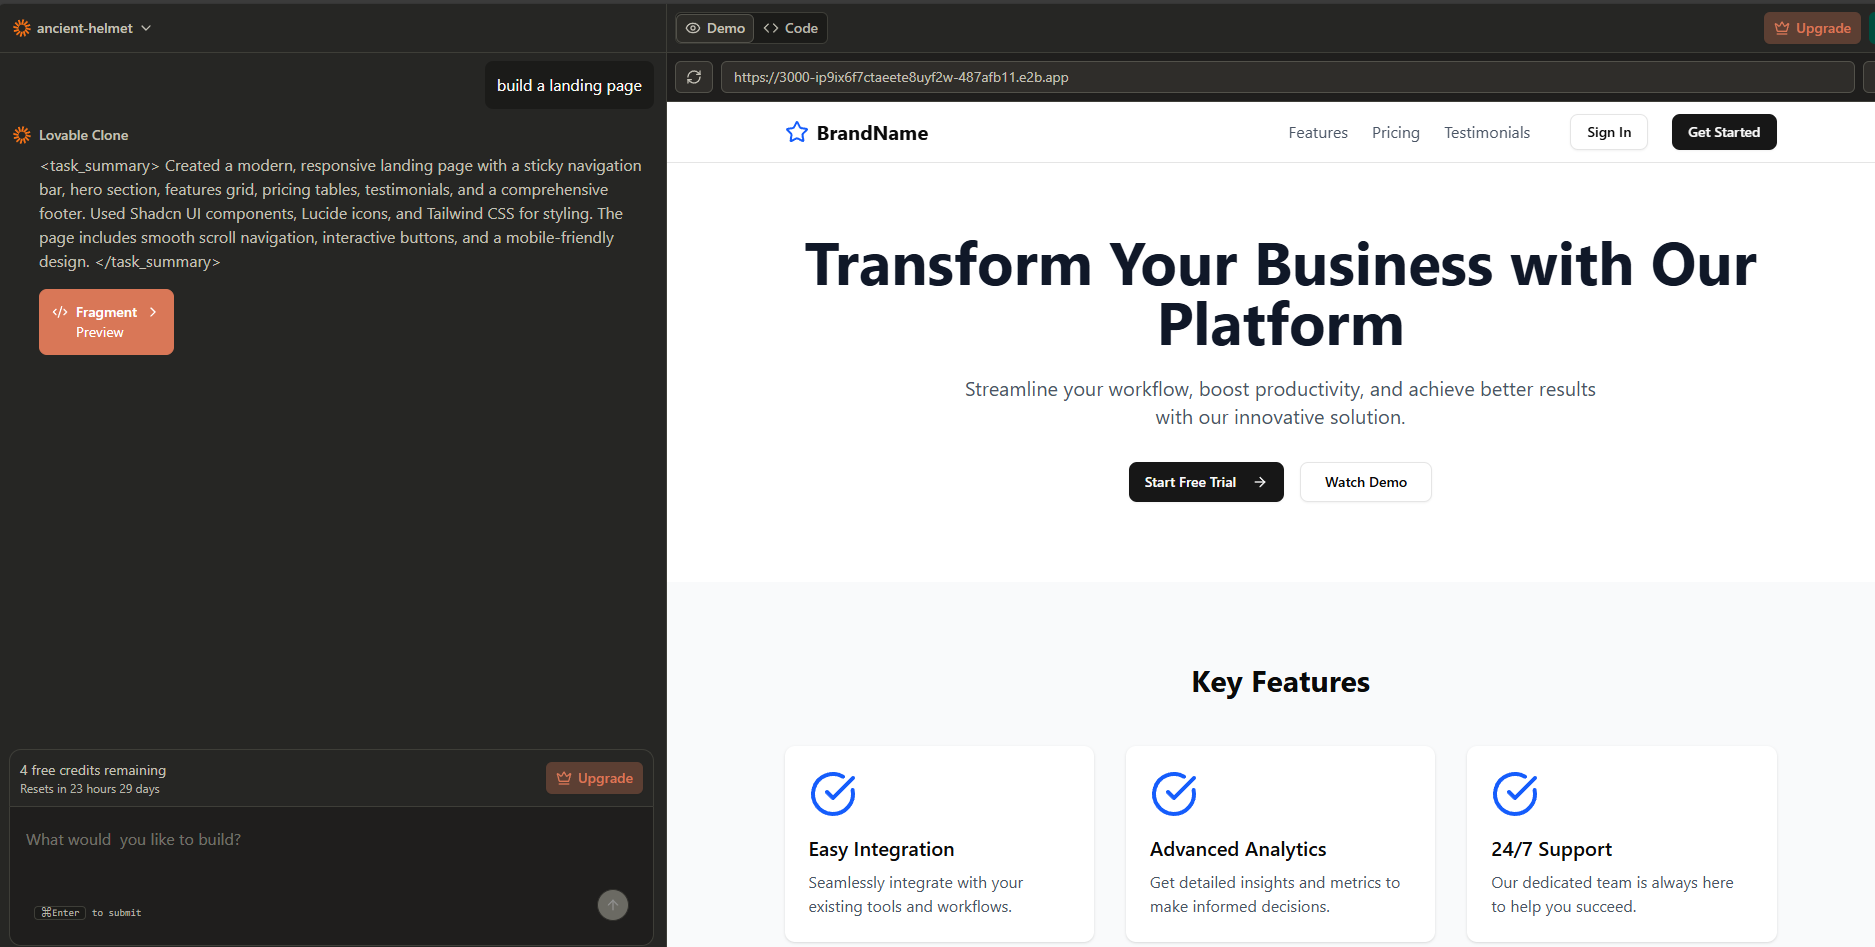 ancient-helmet
build a landing page
Lovable Clone
<task_summary> Created a modern, responsive landing page with a sticky navigation
bar, hero section, features grid, pricing tables, testimonials, and a comprehensive
footer. Used Shadcn UI components, Lucide icons, and Tailwind CSS for styling. The
page includes smooth scroll navigation, interactive buttons, and a mobile-friendly
design. </task_summary>
Fragment
Preview
4 free credits remaining
Resets in 23 hours 29 days
Upgrade
What would  you like to build?
⌘Enter to submit
Demo
Code
Upgrade
https://3000-ip9ix6f7ctaeete8uyf2w-487afb11.e2b.app
BrandName
Features
Pricing
Testimonials
Sign In
Get Started
Transform Your Business with Our
Platform
Streamline your workflow, boost productivity, and achieve better results
with our innovative solution.
Start Free Trial
Watch Demo
Key Features
Easy Integration
Seamlessly integrate with your
existing tools and workflows.
Advanced Analytics
Get detailed insights and metrics to
make informed decisions.
24/7 Support
Our dedicated team is always here
to help you succeed.